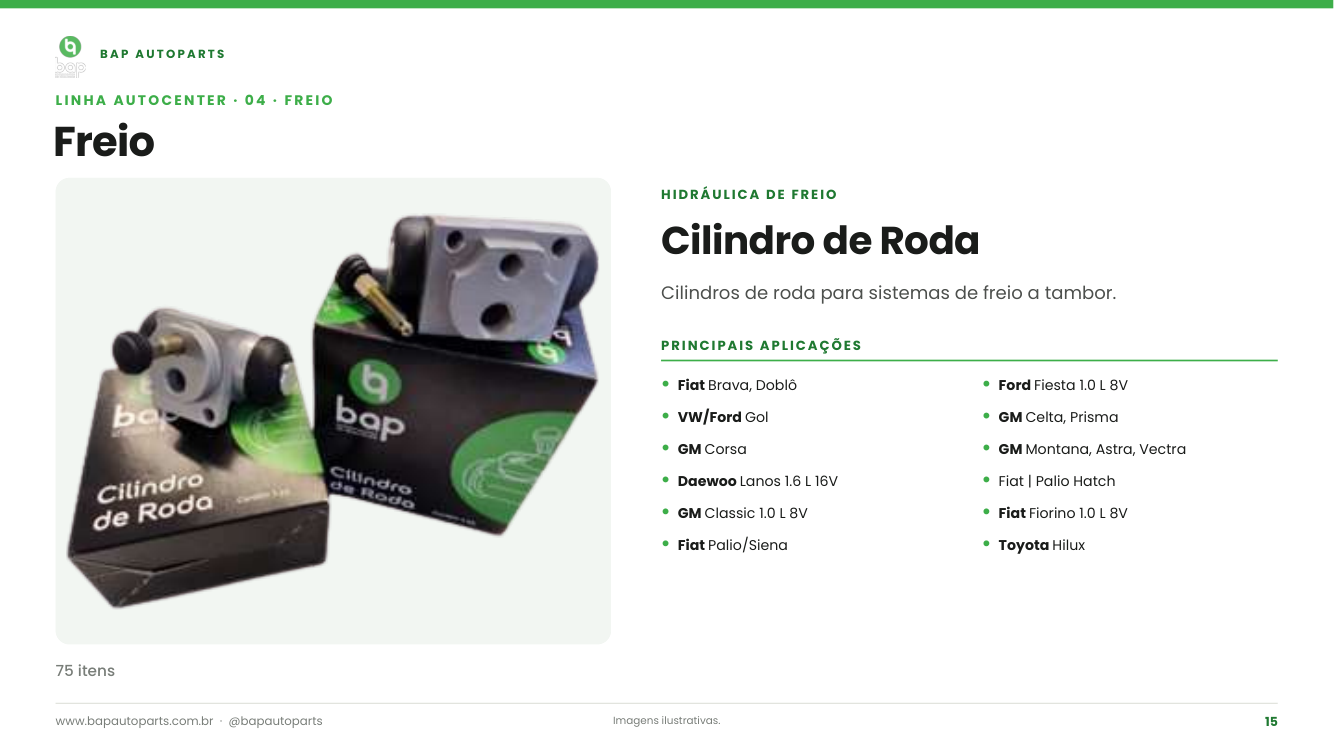 bap
BAP AUTOPARTS
LINHA AUTOCENTER · 04 · FREIO
Freio
bap
Cilindro
de Roda
bap
Cilindro
de Roda
HIDRÁULICA DE FREIO
Cilindro de Roda
Cilindros de roda para sistemas de freio a tambor.
PRINCIPAIS APLICAÇÕES
• Fiat Brava, Doblô
• VW/Ford Gol
• GM Corsa
• Daewoo Lanos 1.6 L 16V
• GM Classic 1.0 L 8V
• Fiat Palio/Siena
• Ford Fiesta 1.0 L 8V
• GM Celta, Prisma
• GM Montana, Astra, Vectra
• Fiat | Palio Hatch
• Fiat Fiorino 1.0 L 8V
• Toyota Hilux
75 itens
www.bapautoparts.com.br · @bapautoparts
Imagens ilustrativas.
15